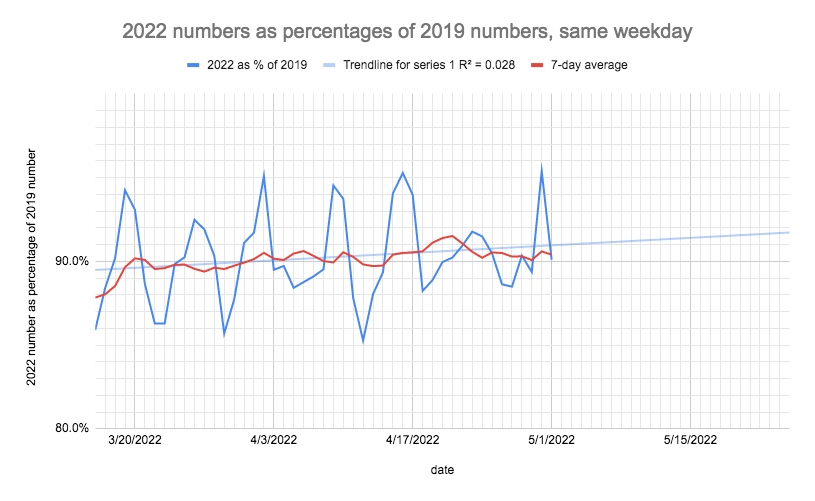 2022 numbers as percentages of 2019 numbers, same weekday
2022 as % of 2019 Trendline for series 1 R² = 0.028 7-day average
2022 number as percentage of 2019 number
90.0%
80.0%
3/20/2022 4/3/2022 4/17/2022 5/1/2022 5/15/2022
date